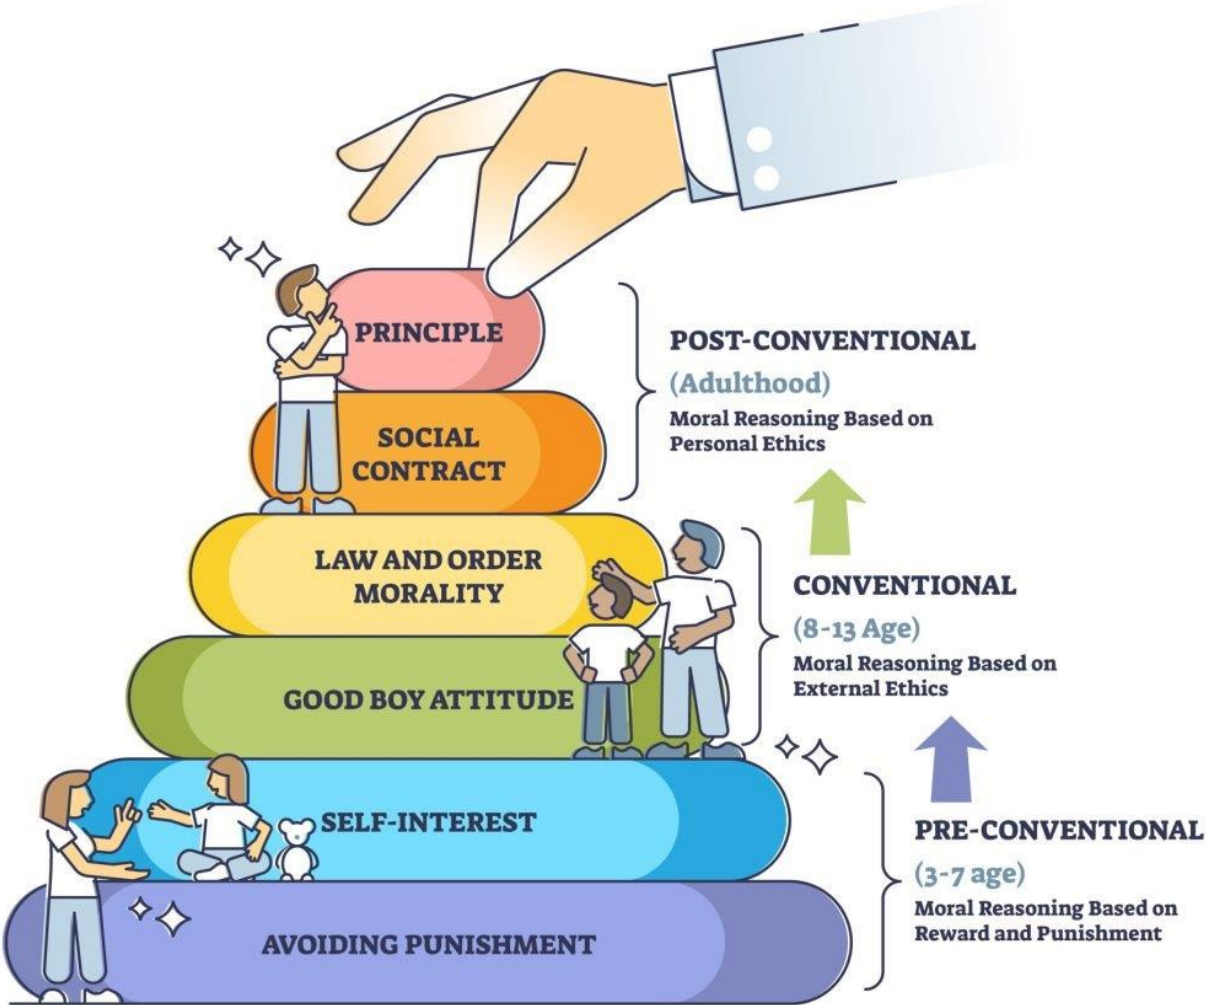 PRINCIPLE
SOCIAL
CONTRACT
LAW AND ORDER
MORALITY
GOOD BOY ATTITUDE
SELF-INTEREST
AVOIDING PUNISHMENT
POST-CONVENTIONAL
(Adulthood)
Moral Reasoning Based on
Personal Ethics
CONVENTIONAL
(8-13 Age)
Moral Reasoning Based on
External Ethics
PRE-CONVENTIONAL
(3-7 age)
Moral Reasoning Based on
Reward and Punishment